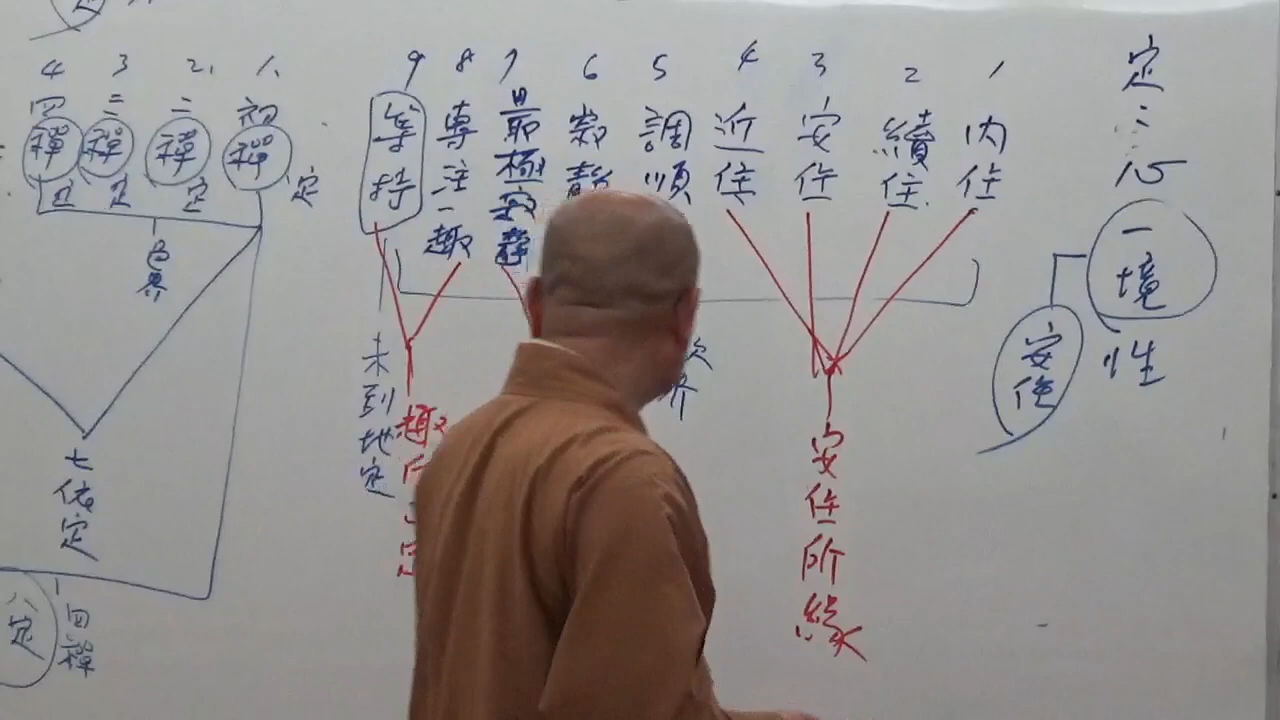 定：心
一境性
安住
1 內住
2 續住
3 安住
4 近住
5 調順
6 寂靜
7 最極寂靜
8 專注一趣
9 等持
安住所緣
趣
未到地定
1、初禪定
2、二禪定
3 三禪定
4 四禪定
色界
七依定
八定
四禪